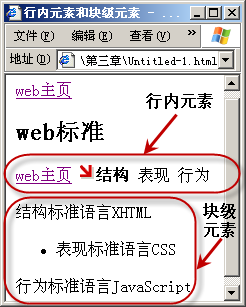 行内元素和块级元素
文件(F) 编辑(E) 查看(V) »
地址(D) \第三章\Untitled-1.html
web主页
行内元素
web标准
web主页 结构 表现 行为
结构标准语言XHTML
块级
元素
• 表现标准语言CSS
行为标准语言JavaScript